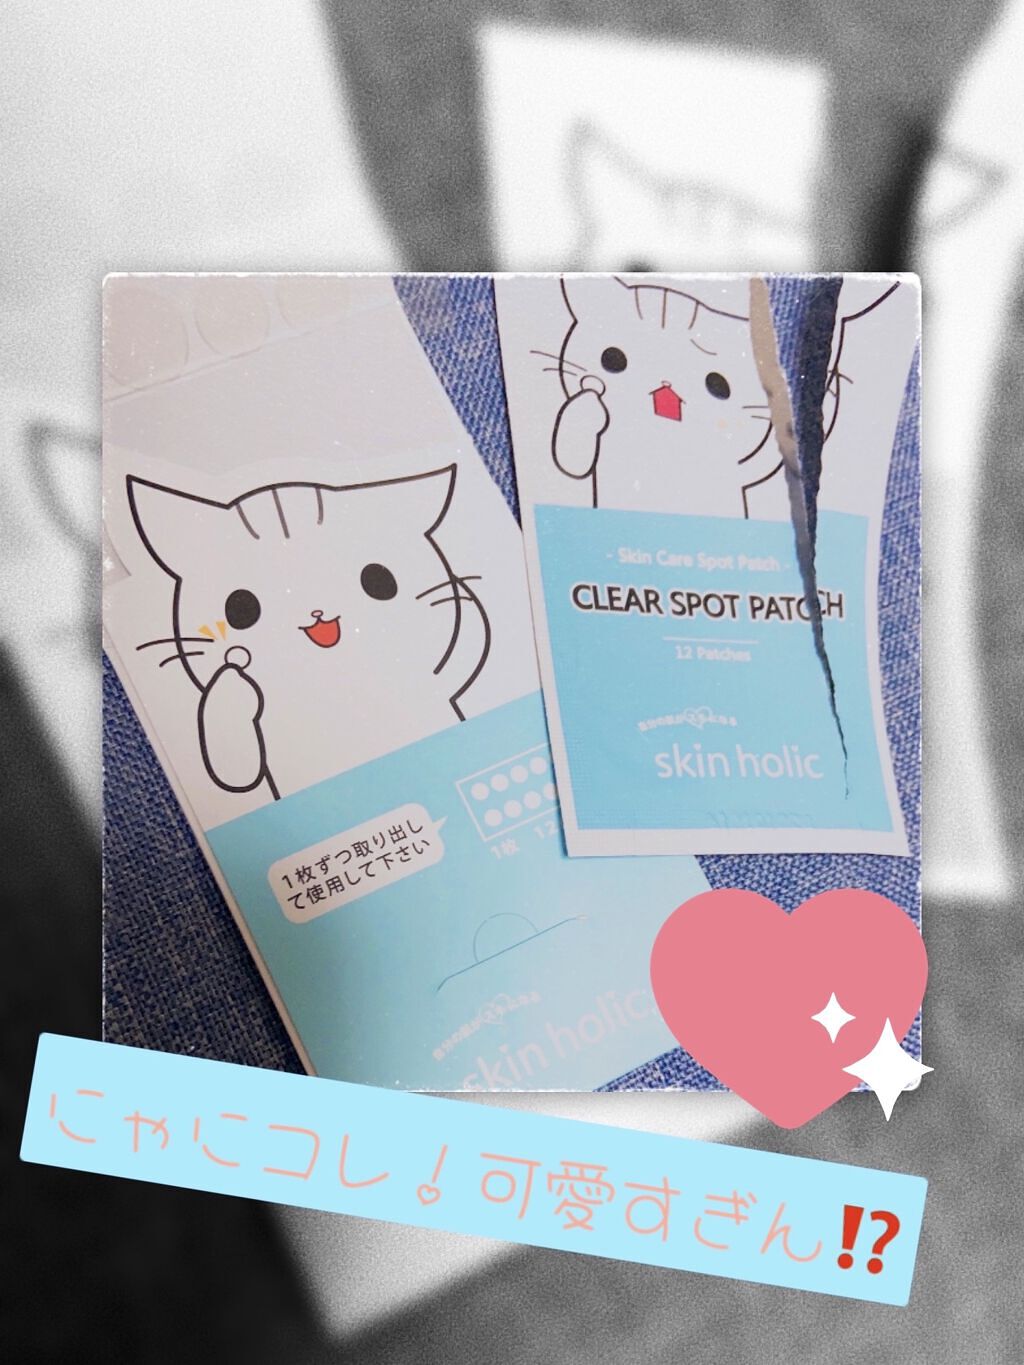 - Skin Care Spot Patch -
CLEAR SPOT PATCH
12 Patches
skin holic
1枚 12
1枚ずつ取り出し
て使用して下さい
skin holic
にゃにコレ！可愛すぎん⁉